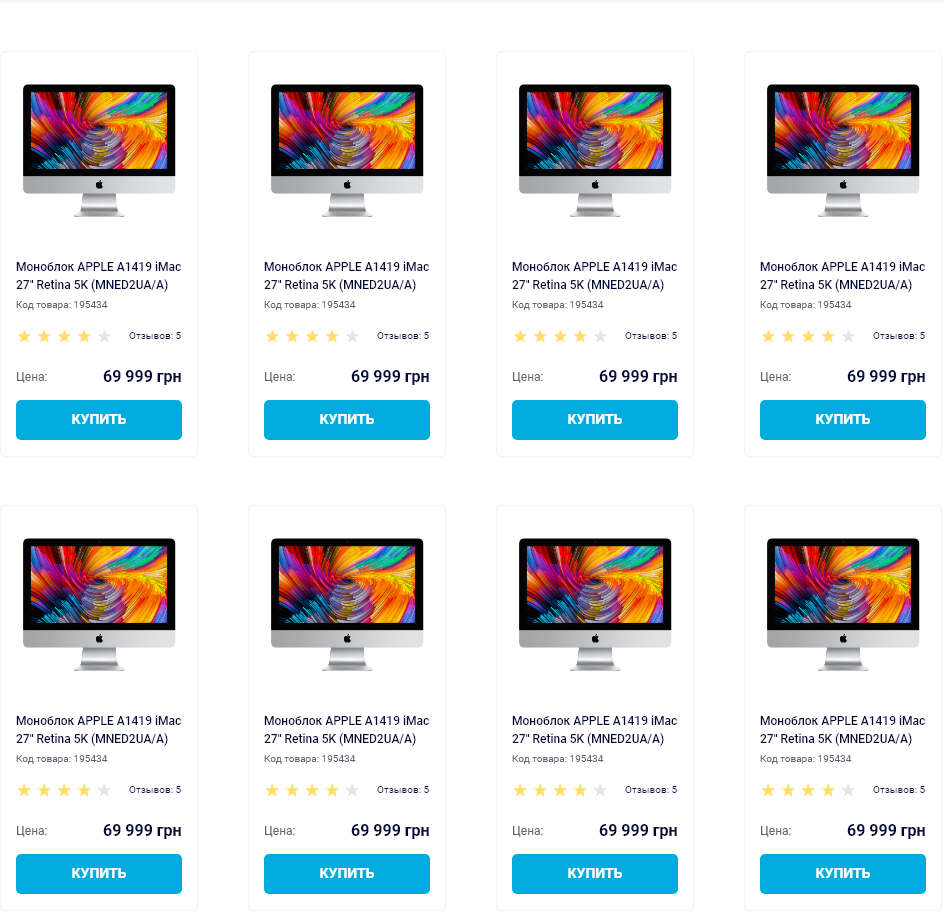 Моноблок APPLE A1419 iMac
27" Retina 5K (MNED2UA/A)
Код товара: 195434
Отзывов: 5
Цена: 69 999 грн
КУПИТЬ
Моноблок APPLE A1419 iMac
27" Retina 5K (MNED2UA/A)
Код товара: 195434
Отзывов: 5
Цена: 69 999 грн
КУПИТЬ
Моноблок APPLE A1419 iMac
27" Retina 5K (MNED2UA/A)
Код товара: 195434
Отзывов: 5
Цена: 69 999 грн
КУПИТЬ
Моноблок APPLE A1419 iMac
27" Retina 5K (MNED2UA/A)
Код товара: 195434
Отзывов: 5
Цена: 69 999 грн
КУПИТЬ
Моноблок APPLE A1419 iMac
27" Retina 5K (MNED2UA/A)
Код товара: 195434
Отзывов: 5
Цена: 69 999 грн
КУПИТЬ
Моноблок APPLE A1419 iMac
27" Retina 5K (MNED2UA/A)
Код товара: 195434
Отзывов: 5
Цена: 69 999 грн
КУПИТЬ
Моноблок APPLE A1419 iMac
27" Retina 5K (MNED2UA/A)
Код товара: 195434
Отзывов: 5
Цена: 69 999 грн
КУПИТЬ
Моноблок APPLE A1419 iMac
27" Retina 5K (MNED2UA/A)
Код товара: 195434
Отзывов: 5
Цена: 69 999 грн
КУПИТЬ